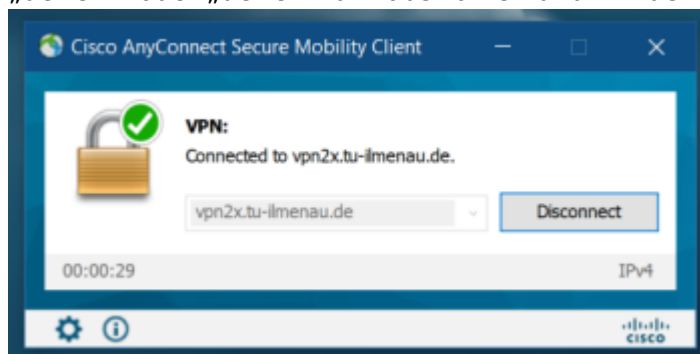 Cisco AnyConnect Secure Mobility Client
VPN:
Connected to vpn2x.tu-ilmenau.de.
vpn2x.tu-ilmenau.de
Disconnect
00:00:29
IPv4
CISCO